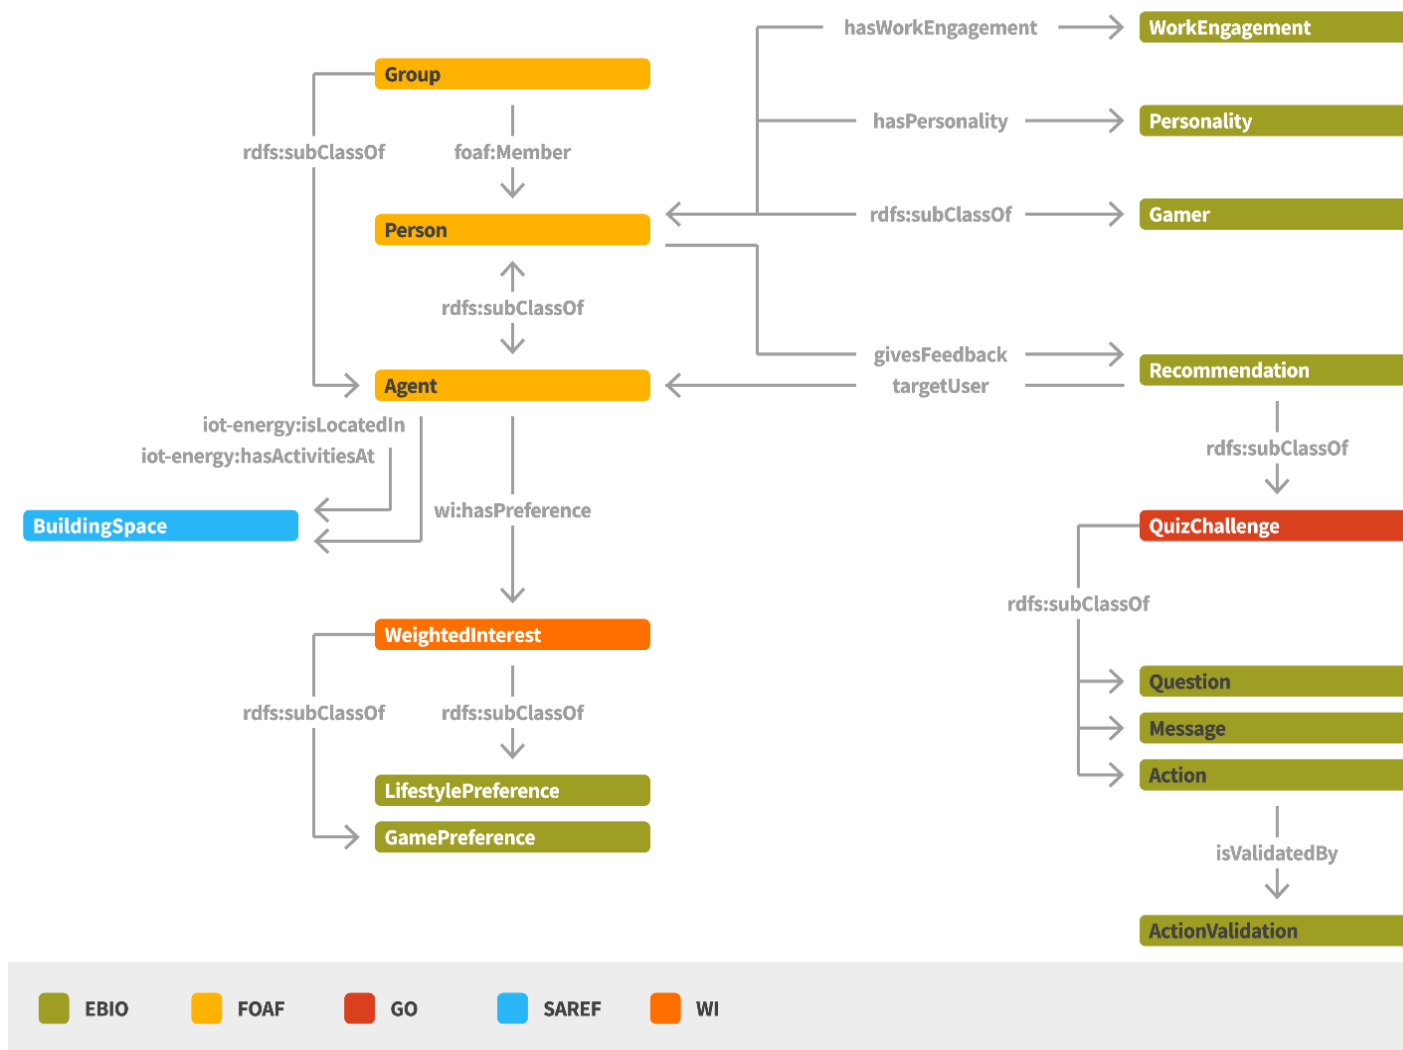 hasWorkEngagement
WorkEngagement
Group
hasPersonality
Personality
rdfs:subClassOf
foaf:Member
Person
rdfs:subClassOf
Gamer
rdfs:subClassOf
givesFeedback
Recommendation
Agent
targetUser
iot-energy:isLocatedIn
iot-energy:hasActivitiesAt
rdfs:subClassOf
BuildingSpace
wi:hasPreference
QuizChallenge
rdfs:subClassOf
WeightedInterest
Question
rdfs:subClassOf
rdfs:subClassOf
Message
LifestylePreference
Action
GamePreference
isValidatedBy
ActionValidation
EBIO
FOAF
GO
SAREF
WI